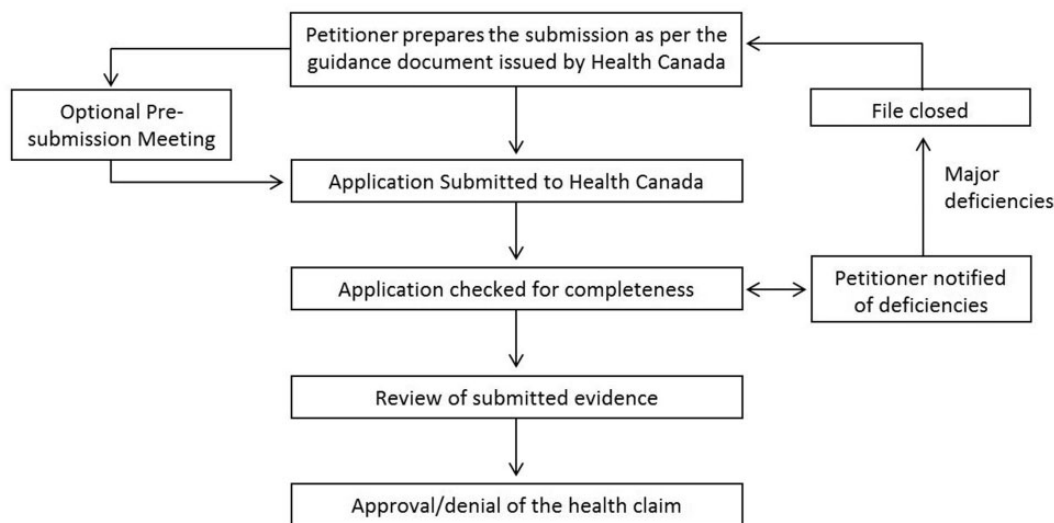 Petitioner prepares the submission as per the
guidance document issued by Health Canada
Optional Pre-
submission Meeting
File closed
Application Submitted to Health Canada
Major
deficiencies
Application checked for completeness
Petitioner notified
of deficiencies
Review of submitted evidence
Approval/denial of the health claim